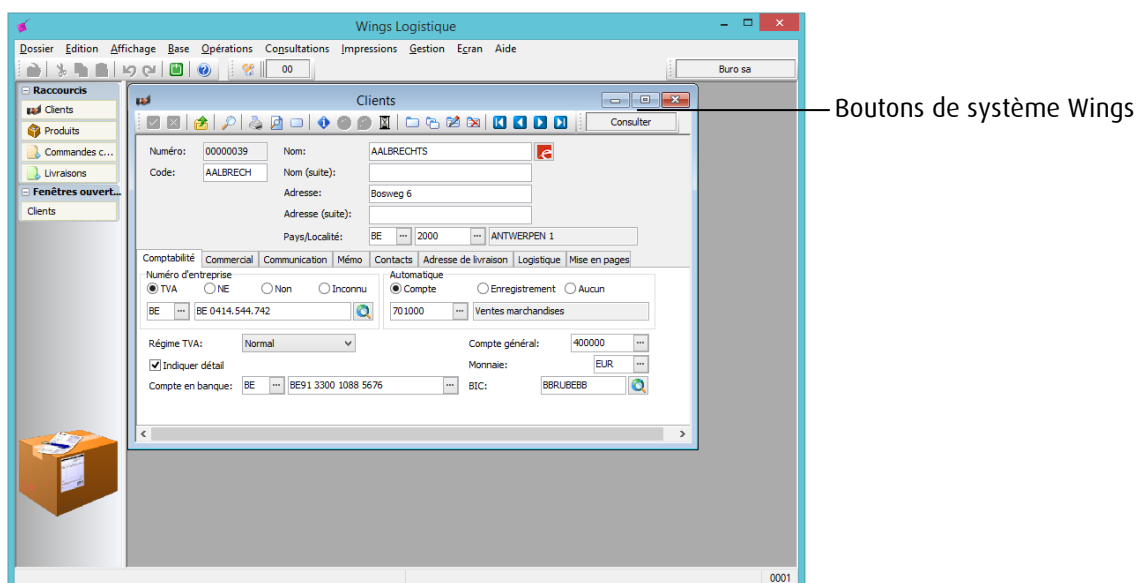 Wings Logistique
Dossier Edition Affichage Base Opérations Consultations Impressions Gestion Ecran Aide
00 Buro sa
Raccourcis
Clients
Produits
Commandes c...
Livraisons
Fenêtres ouvert...
Clients
Clients
Consulter
Numéro: 00000039 Nom: AALBRECHTS
Code: AALBRECH Nom (suite):
Adresse: Bosweg 6
Adresse (suite):
Pays/Localité: BE ... 2000 ... ANTWERPEN 1
Comptabilité Commercial Communication Mémo Contacts Adresse de livraison Logistique Mise en pages
Numéro d'entreprise Automatique
TVA NE Non Inconnu Compte Enregistrement Aucun
BE ... BE 0414.544.742 701000 ... Ventes marchandises
Régime TVA: Normal Compte général: 400000 ...
Indiquer détail Monnaie: EUR ...
Compte en banque: BE ... BE91 3300 1088 5676 ... BIC: BBRUBEBB
0001
Boutons de système Wings